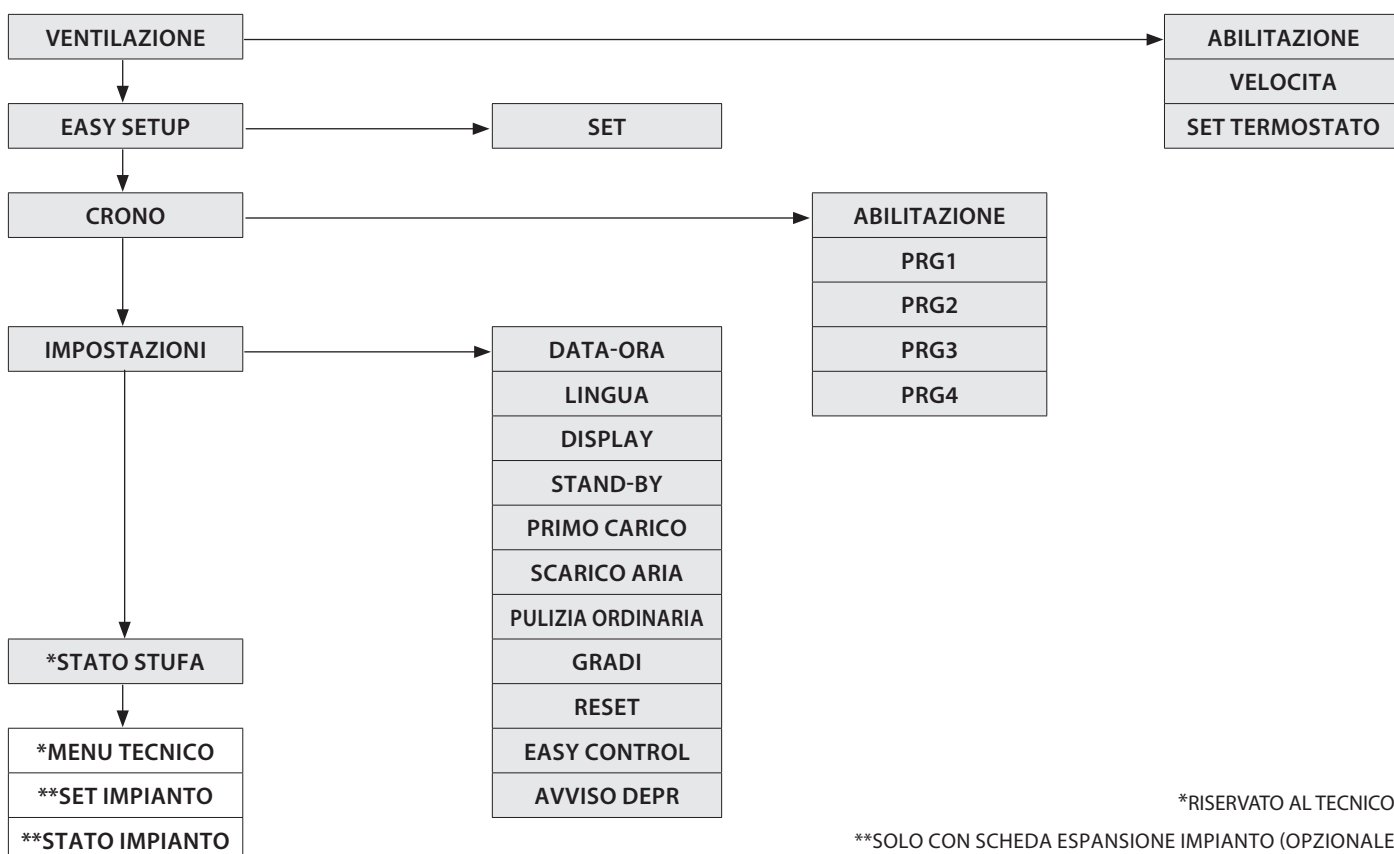 VENTILAZIONE
ABILITAZIONE
VELOCITA
SET TERMOSTATO
EASY SETUP
SET
CRONO
ABILITAZIONE
PRG1
PRG2
PRG3
PRG4
IMPOSTAZIONI
DATA-ORA
LINGUA
DISPLAY
STAND-BY
PRIMO CARICO
SCARICO ARIA
PULIZIA ORDINARIA
GRADI
RESET
EASY CONTROL
AVVISO DEPR
*STATO STUFA
*MENU TECNICO
**SET IMPIANTO
**STATO IMPIANTO
*RISERVATO AL TECNICO
**SOLO CON SCHEDA ESPANSIONE IMPIANTO (OPZIONALE